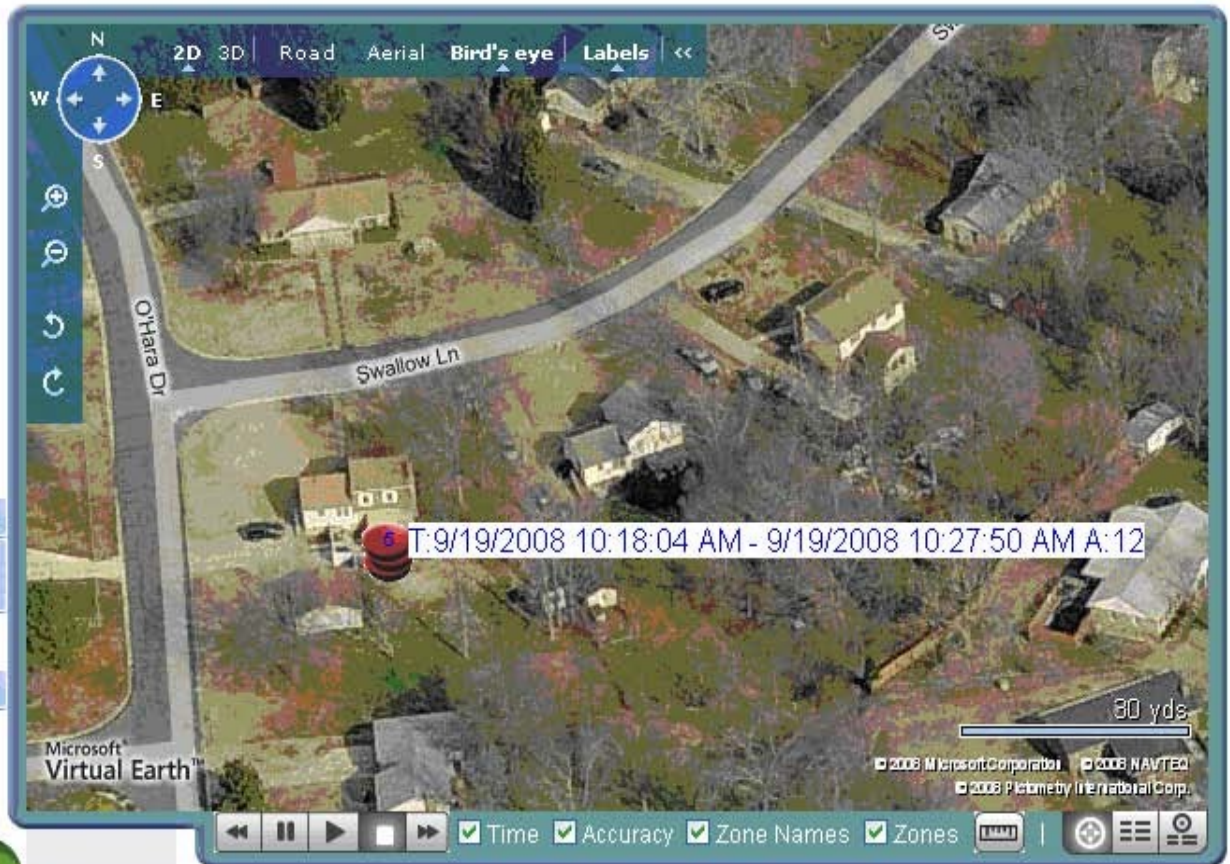 N
2D 3D Road Aerial Bird's eye Labels <<
W E
S
O'Hara Dr
Swallow Ln
6 T:9/19/2008 10:18:04 AM - 9/19/2008 10:27:50 AM A:12
80 yds
Microsoft®
Virtual Earth™
© 2008 Microsoft Corporation © 2008 NAVTEQ
© 2008 Pictometry International Corp.
Time Accuracy Zone Names Zones